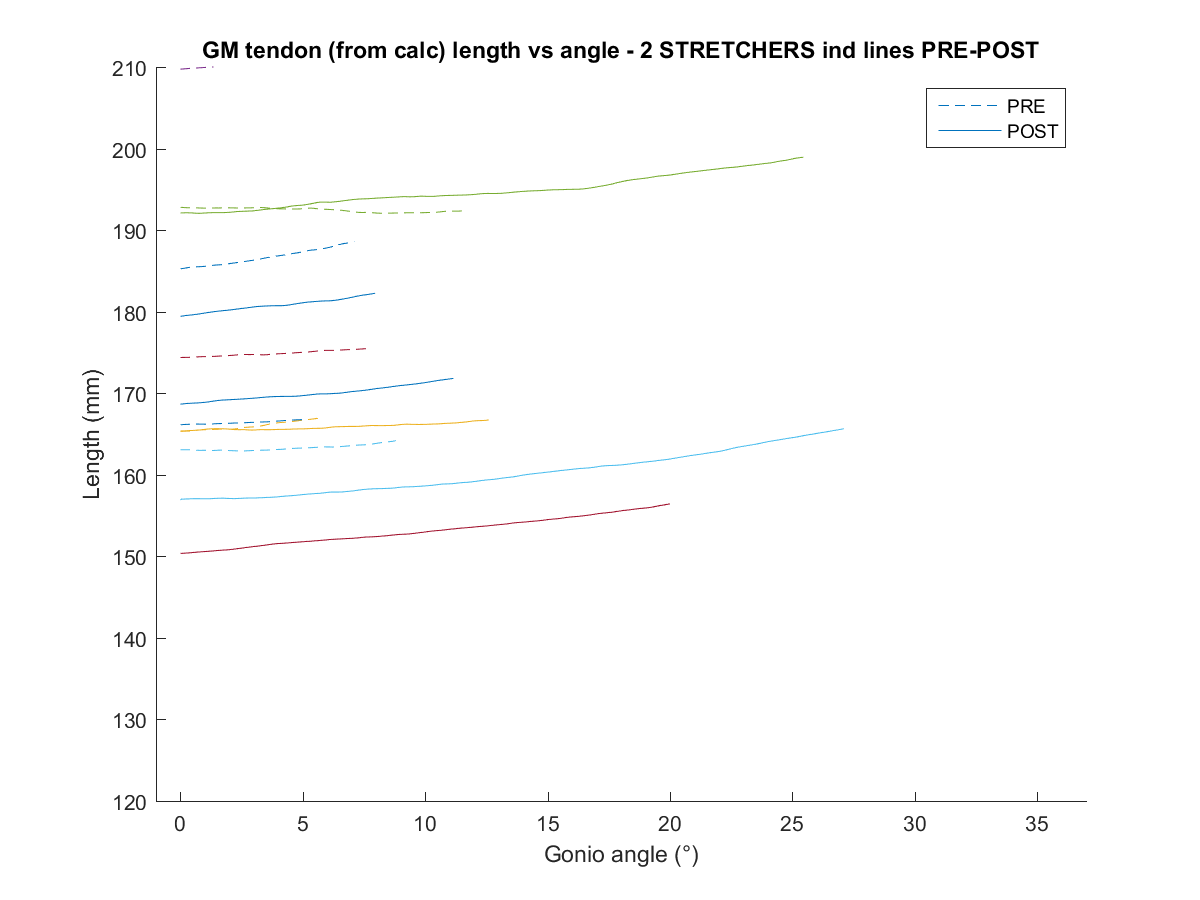 GM tendon (from calc) length vs angle - 2 STRETCHERS ind lines PRE-POST
PRE
POST
210
200
190
180
170
160
150
140
130
120
Length (mm)
0 5 10 15 20 25 30 35
Gonio angle (°)